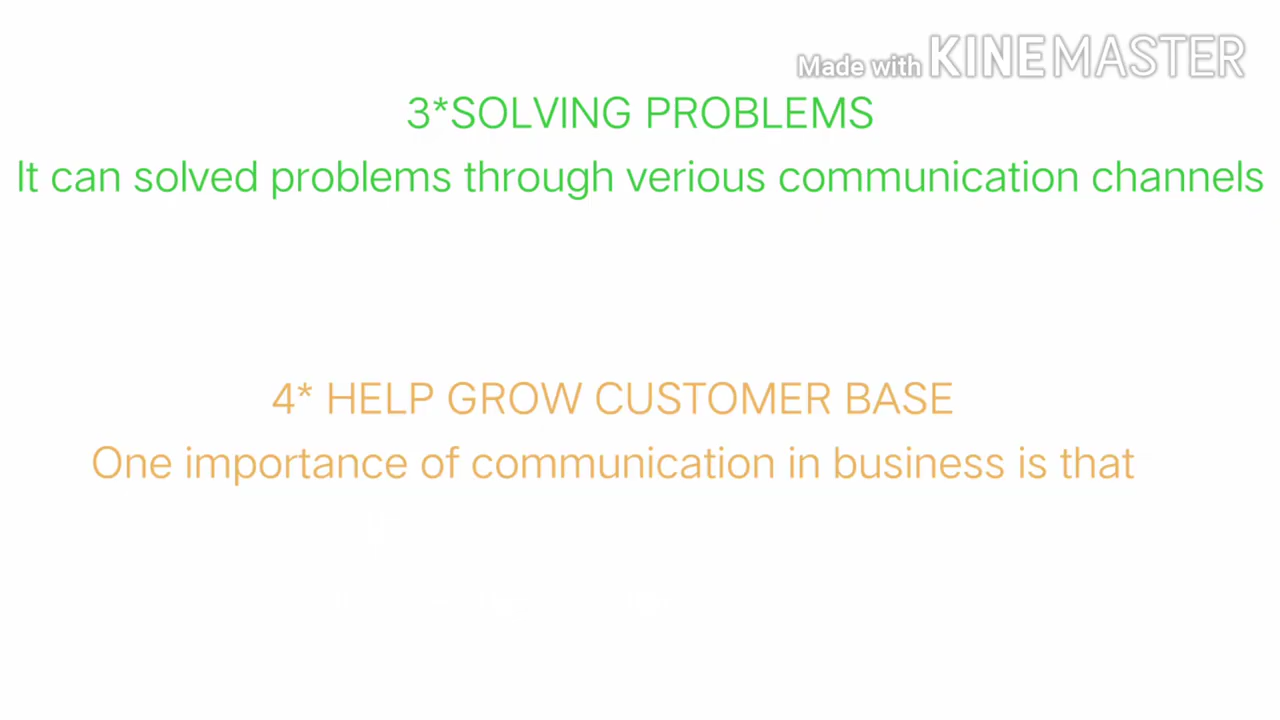 Made with KINEMASTER
3*SOLVING PROBLEMS
It can solved problems through verious communication channels
4* HELP GROW CUSTOMER BASE
One importance of communication in business is that